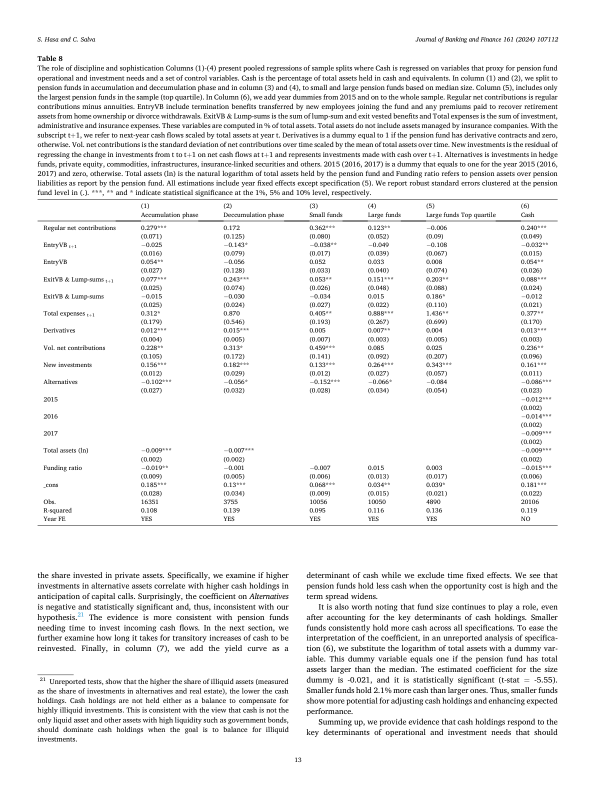 S. Hasa and C. Salva
Journal of Banking and Finance 161 (2024) 107112
Table 8
The role of discipline and sophistication Columns (1)-(4) present pooled regressions of sample splits where Cash is regressed on variables that proxy for pension fund
operational and investment needs and a set of control variables. Cash is the percentage of total assets held in cash and equivalents. In column (1) and (2), we split to
pension funds in accumulation and deccumulation phase and in column (3) and (4), to small and large pension funds based on median size. Column (5), includes
only the largest pension funds in the sample (top quartile). In Column (6), we add year dummies from 2015 and on to the whole sample. Regular net contributions is regular
contributions minus annuities. EntryVB include termination benefits transferred by new employees joining the fund and any premiums paid to recover retirement
assets from home ownership or divorce withdrawals. ExitVB & Lump-sums is the sum of lump-sum and exit vested benefits and Total expenses is the sum of investment,
administrative and insurance expenses. These variables are computed in % of total assets. Total assets do not include assets managed by insurance companies. With the
subscript t+1, we refer to next-year cash flows scaled by total assets at year t. Derivatives is a dummy equal to 1 if the pension fund has derivative contracts and zero,
otherwise. Vol. net contributions is the standard deviation of net contributions over time scaled by the mean of total assets over time. New investments is the residual of
regressing the change in investments from t to t+1 on net cash flows at t+1 and represents investments made with cash over t+1. Alternatives is investments in hedge
funds, private equity, commodities, infrastructures, insurance-linked securities and others. 2015 (2016, 2017) is a dummy that equals to one for the year 2015 (2016,
2017) and zero, otherwise. Total assets (ln) is the natural logarithm of total assets held by the pension fund and Funding ratio refers to pension assets over pension
liabilities as report by the pension fund. All estimations include year fixed effects except specification (5). We report robust standard errors clustered at the pension
fund level in (.). ***, ** and * indicate statistical significance at the 1%, 5% and 10% level, respectively.
(1) (2) (3) (4) (5) (6)
Accumulation phase Deccumulation phase Small funds Large funds Large funds Top quartile Cash
Regular net contributions 0.279*** 0.172 0.362*** 0.123** −0.006 0.240***
(0.071) (0.125) (0.080) (0.052) (0.09) (0.049)
EntryVB t+1 −0.025 −0.143* −0.038** −0.049 −0.108 −0.032**
(0.016) (0.079) (0.017) (0.039) (0.067) (0.015)
EntryVB 0.054** −0.056 0.052 0.033 0.008 0.054**
(0.027) (0.128) (0.033) (0.040) (0.074) (0.026)
ExitVB & Lump-sums t+1 0.077*** 0.243*** 0.053** 0.151*** 0.203** 0.088***
(0.025) (0.074) (0.026) (0.048) (0.088) (0.024)
ExitVB & Lump-sums −0.015 −0.030 −0.034 0.015 0.186* −0.012
(0.025) (0.024) (0.027) (0.022) (0.110) (0.021)
Total expenses t+1 0.312* 0.870 0.405** 0.888*** 1.436** 0.377**
(0.179) (0.546) (0.193) (0.267) (0.699) (0.170)
Derivatives 0.012*** 0.015*** 0.005 0.007** 0.004 0.013***
(0.004) (0.005) (0.007) (0.003) (0.005) (0.003)
Vol. net contributions 0.228** 0.313* 0.459*** 0.085 0.025 0.236**
(0.105) (0.172) (0.141) (0.092) (0.207) (0.096)
New investments 0.156*** 0.182*** 0.133*** 0.264*** 0.343*** 0.161***
(0.012) (0.029) (0.012) (0.027) (0.057) (0.011)
Alternatives −0.102*** −0.056* −0.152*** −0.066* −0.084 −0.086***
(0.027) (0.032) (0.028) (0.034) (0.054) (0.023)
2015 −0.012***
(0.002)
2016 −0.014***
(0.002)
2017 −0.009***
(0.002)
Total assets (ln) −0.009*** −0.007*** −0.009***
(0.002) (0.002) (0.002)
Funding ratio −0.019** −0.001 −0.007 0.015 0.003 −0.015***
(0.009) (0.005) (0.006) (0.013) (0.017) (0.006)
_cons 0.185*** 0.13*** 0.068*** 0.034** 0.039* 0.181***
(0.028) (0.034) (0.009) (0.015) (0.021) (0.022)
Obs. 16351 3755 10056 10050 4890 20106
R-squared 0.108 0.139 0.095 0.116 0.136 0.119
Year FE YES YES YES YES YES NO
the share invested in private assets. Specifically, we examine if higher
investments in alternative assets correlate with higher cash holdings in
anticipation of capital calls. Surprisingly, the coefficient on Alternatives
is negative and statistically significant and, thus, inconsistent with our
hypothesis.21 The evidence is more consistent with pension funds
needing time to invest incoming cash flows. In the next section, we
further examine how long it takes for transitory increases of cash to be
reinvested. Finally, in column (7), we add the yield curve as a
21 Unreported tests, show that the higher the share of illiquid assets (measured
as the share of investments in alternatives and real estate), the lower the cash
holdings. Cash holdings are not held either as a balance to compensate for
highly illiquid investments. This is consistent with the view that cash is not the
only liquid asset and other assets with high liquidity such as government bonds,
should dominate cash holdings when the goal is to balance for illiquid
investments.
determinant of cash while we exclude time fixed effects. We see that
pension funds hold less cash when the opportunity cost is high and the
term spread widens.
It is also worth noting that fund size continues to play a role, even
after accounting for the key determinants of cash holdings. Smaller
funds consistently hold more cash across all specifications. To ease the
interpretation of the coefficient, in an unreported analysis of specifica-
tion (6), we substitute the logarithm of total assets with a dummy var-
iable. This dummy variable equals one if the pension fund has total
assets larger than the median. The estimated coefficient for the size
dummy is -0.021, and it is statistically significant (t-stat = -5.55).
Smaller funds hold 2.1% more cash than larger ones. Thus, smaller funds
show more potential for adjusting cash holdings and enhancing expected
performance.
Summing up, we provide evidence that cash holdings respond to the
key determinants of operational and investment needs that should
13